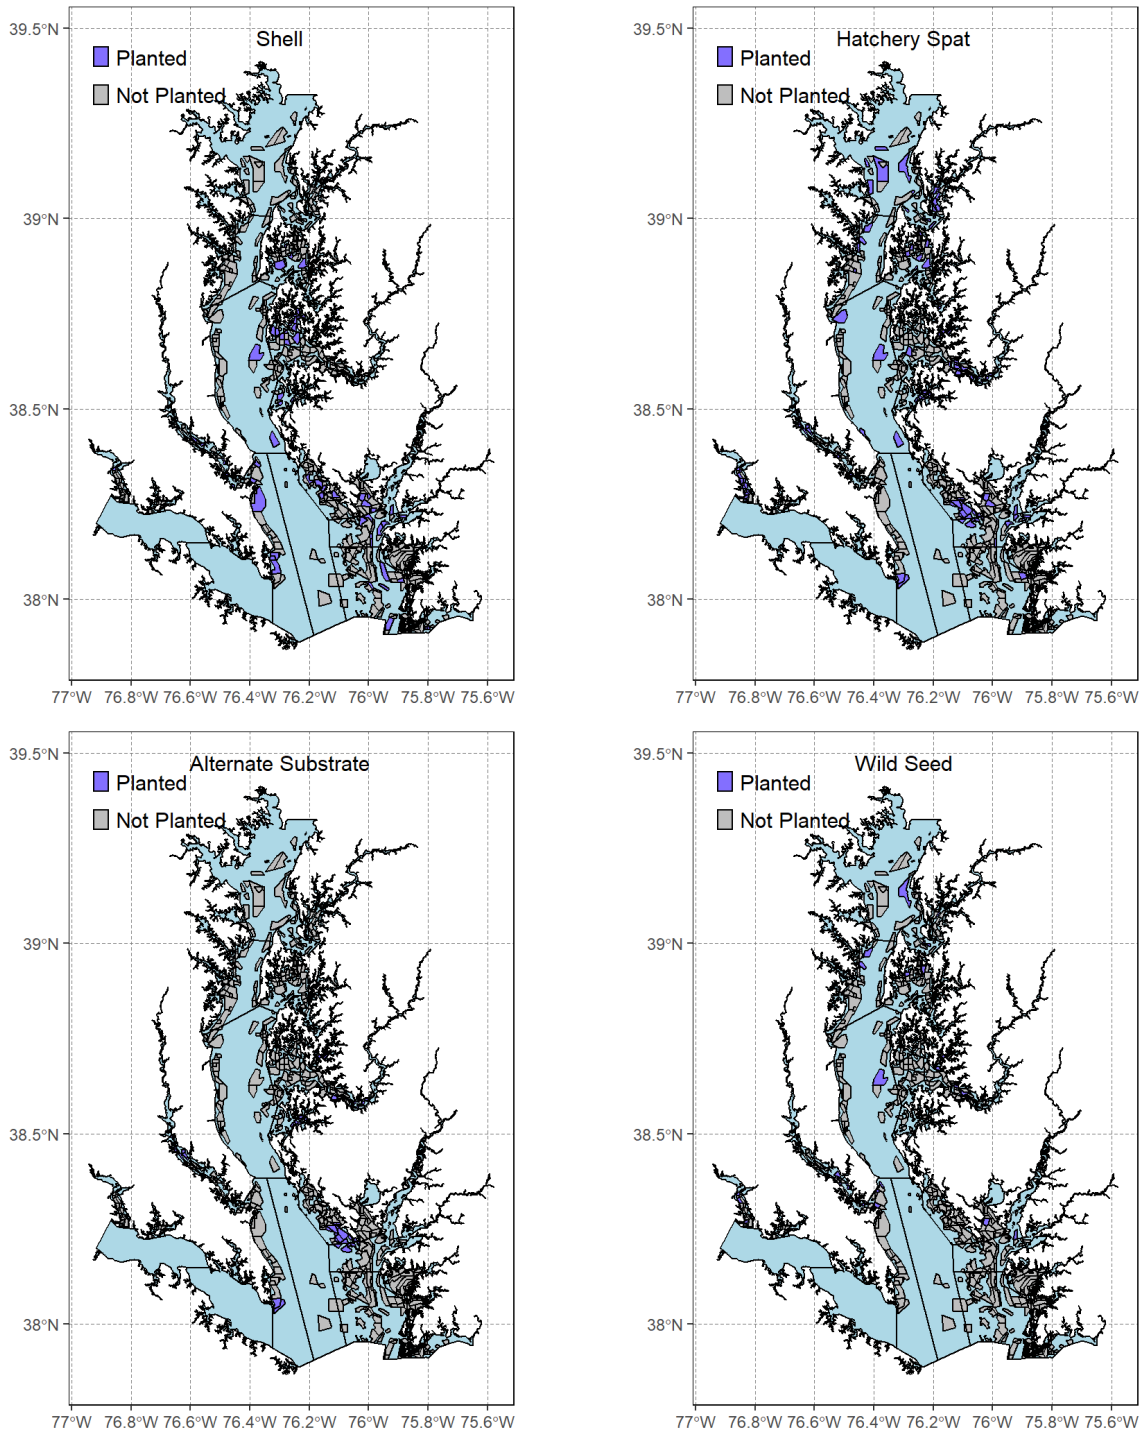 Shell
Planted
Not Planted
39.5°N
39°N
38.5°N
38°N
77°W 76.8°W 76.6°W 76.4°W 76.2°W 76°W 75.8°W 75.6°W
Hatchery Spat
Planted
Not Planted
39.5°N
39°N
38.5°N
38°N
77°W 76.8°W 76.6°W 76.4°W 76.2°W 76°W 75.8°W 75.6°W
Alternate Substrate
Planted
Not Planted
39.5°N
39°N
38.5°N
38°N
77°W 76.8°W 76.6°W 76.4°W 76.2°W 76°W 75.8°W 75.6°W
Wild Seed
Planted
Not Planted
39.5°N
39°N
38.5°N
38°N
77°W 76.8°W 76.6°W 76.4°W 76.2°W 76°W 75.8°W 75.6°W